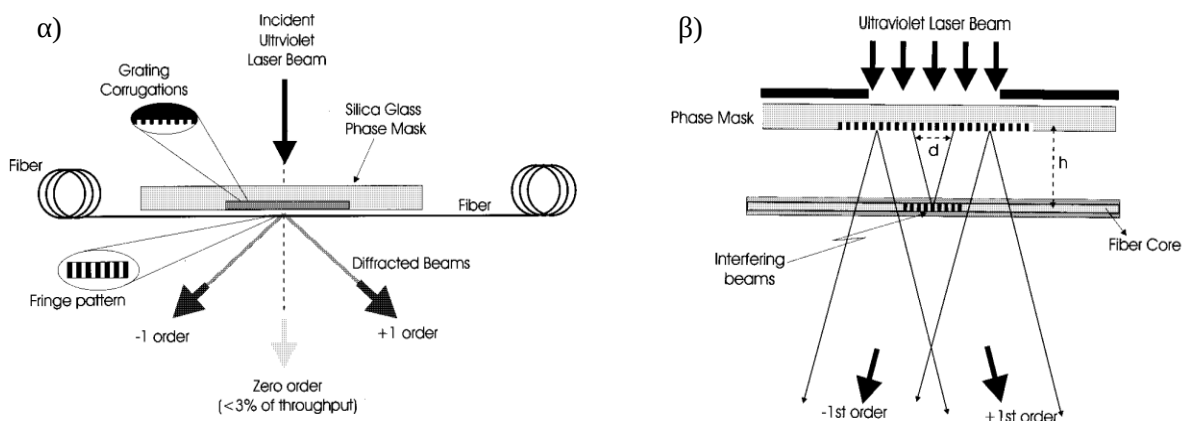 α)
Incident
Ultrviolet
Laser Beam
Grating
Corrugations
Silica Glass
Phase Mask
Fiber
Fiber
Diffracted Beams
Fringe pattern
-1 order
+1 order
Zero order
(<3% of throughput)
β)
Ultraviolet Laser Beam
Phase Mask
d
h
Interfering
beams
Fiber Core
-1st order
+1st order